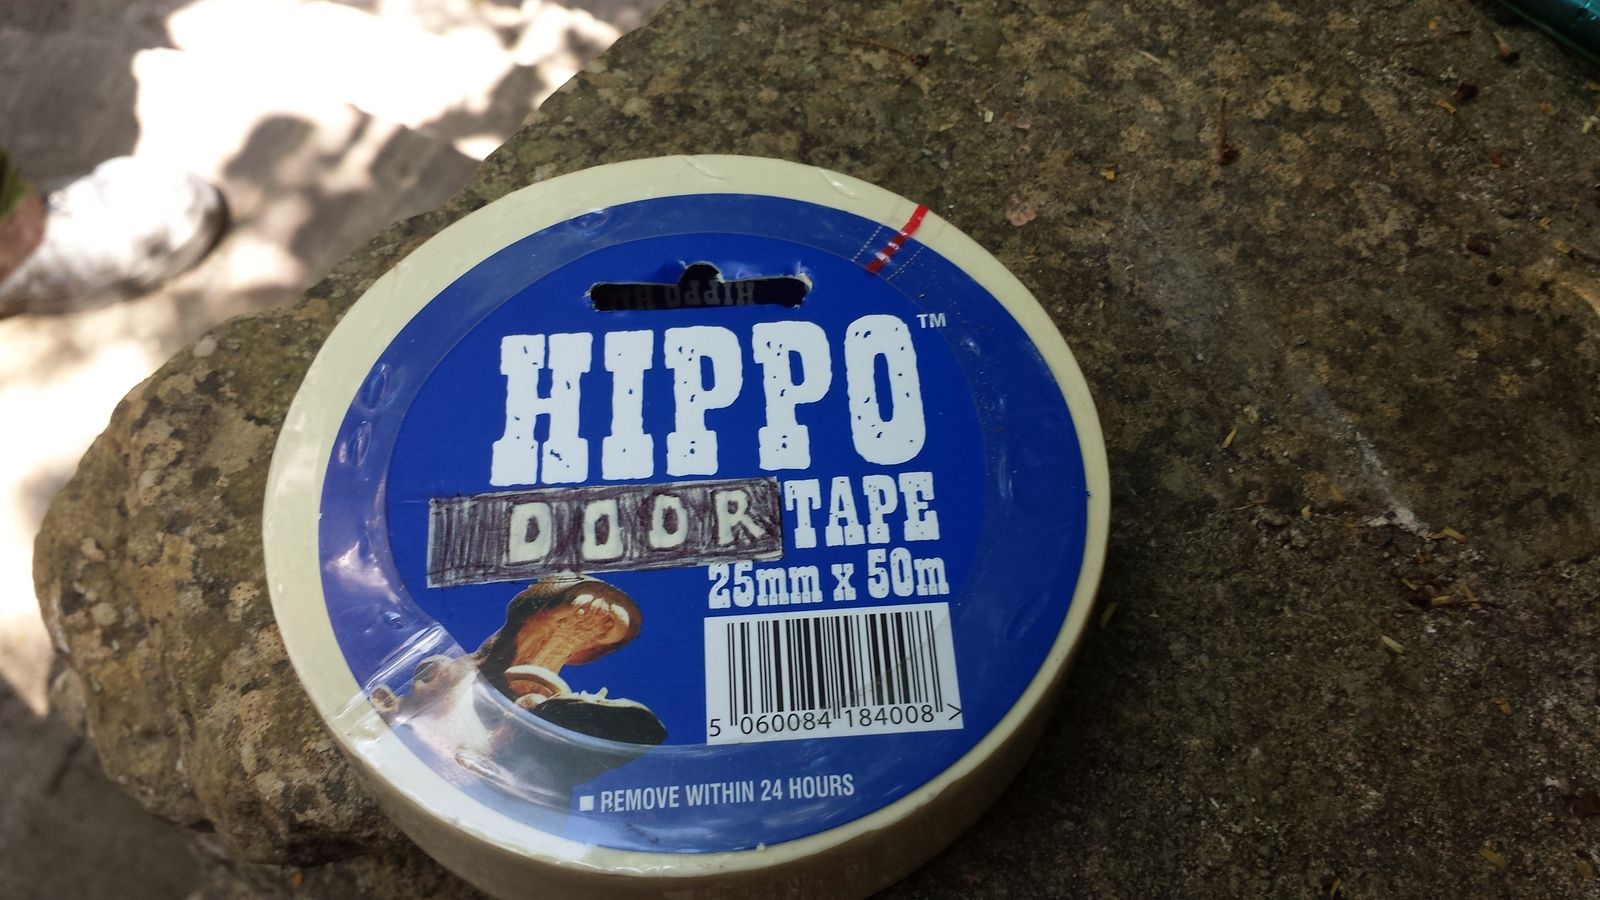 HIPPO™
DOOR TAPE
25mm x 50m
5 060084 184008 >
■ REMOVE WITHIN 24 HOURS